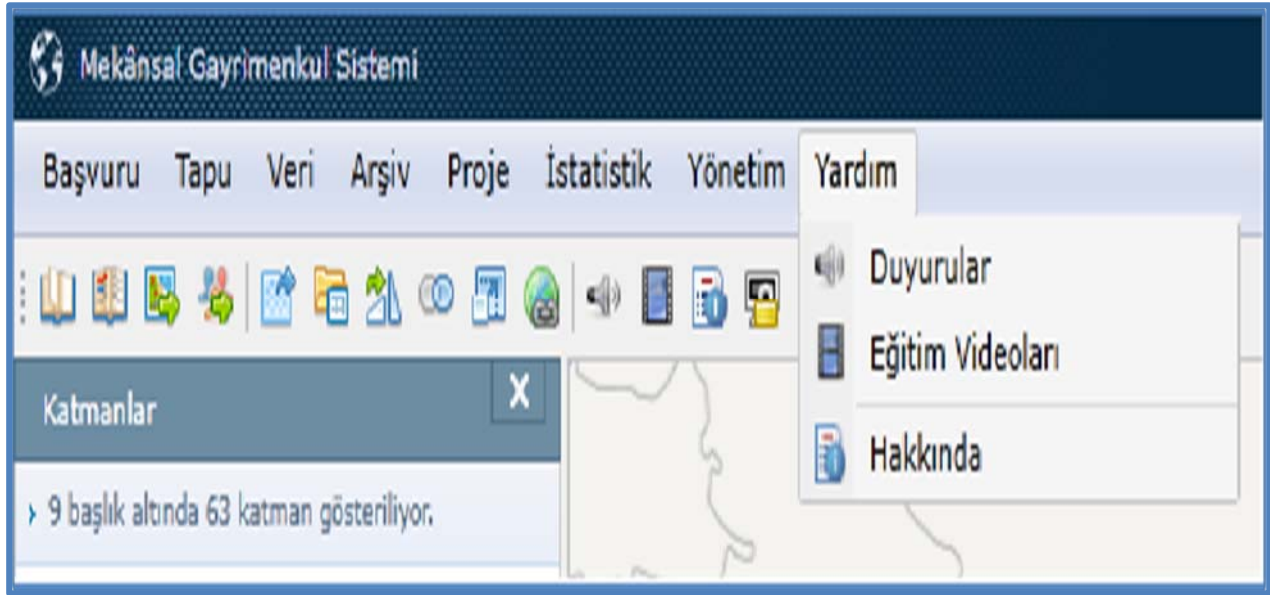 Mekânsal Gayrimenkul Sistemi
Başvuru Tapu Veri Arşiv Proje İstatistik Yönetim Yardım
Duyurular
Eğitim Videoları
Hakkında
Katmanlar
9 başlık altında 63 katman gösteriliyor.